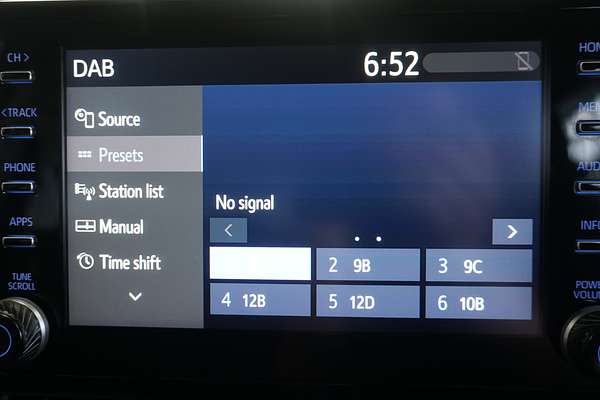 DAB
6:52
CH >
<TRACK
PHONE
APPS
TUNE
SCROLL
Source
Presets
Station list
Manual
Time shift
No signal
< >
2 9B
3 9C
4 12B
5 12D
6 10B
HOM
MEN
AUD
INF
POWE
VOLUM